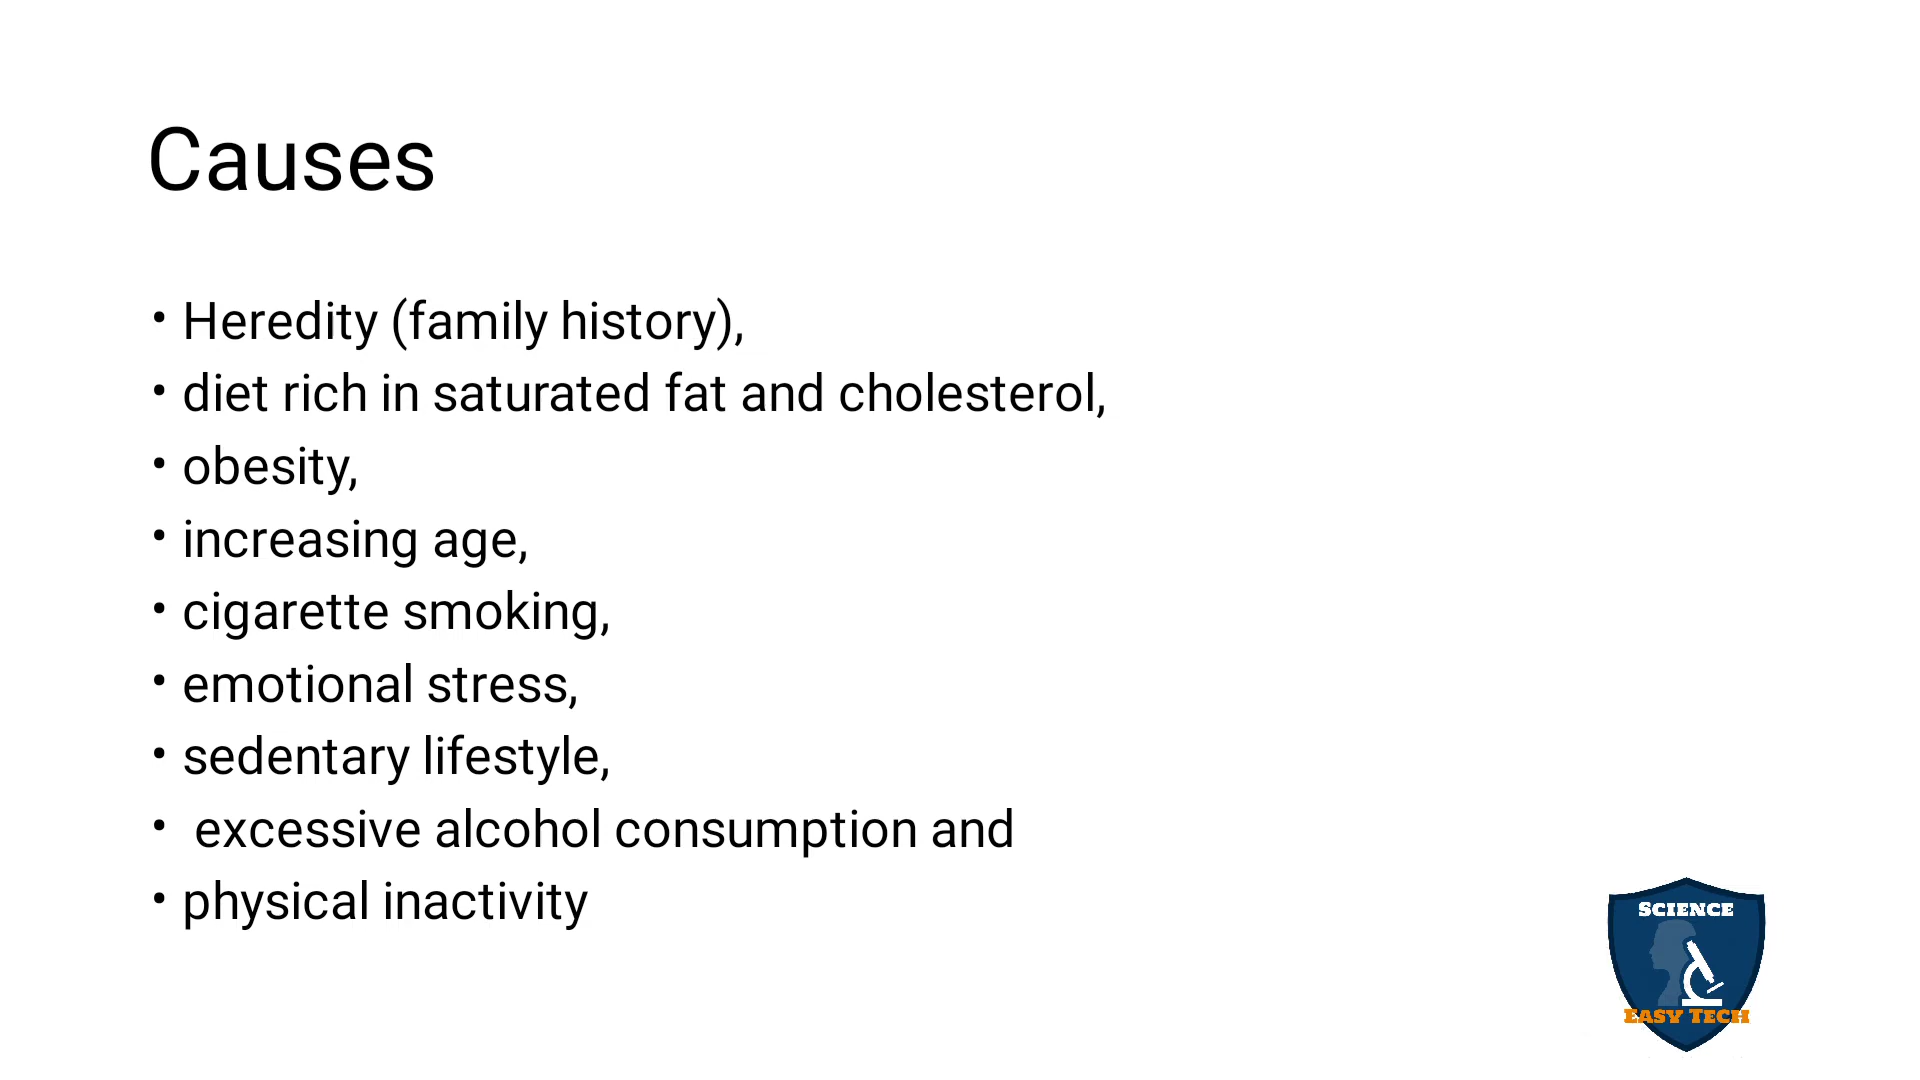 Causes
• Heredity (family history),
• diet rich in saturated fat and cholesterol,
• obesity,
• increasing age,
• cigarette smoking,
• emotional stress,
• sedentary lifestyle,
• excessive alcohol consumption and
• physical inactivity
SCIENCE
EASY TECH